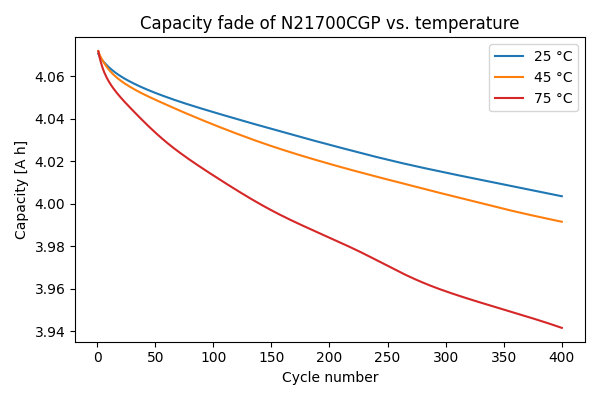 Capacity fade of N21700CGP vs. temperature
25 °C
45 °C
75 °C
Capacity [A h]
4.06
4.04
4.02
4.00
3.98
3.96
3.94
0 50 100 150 200 250 300 350 400
Cycle number